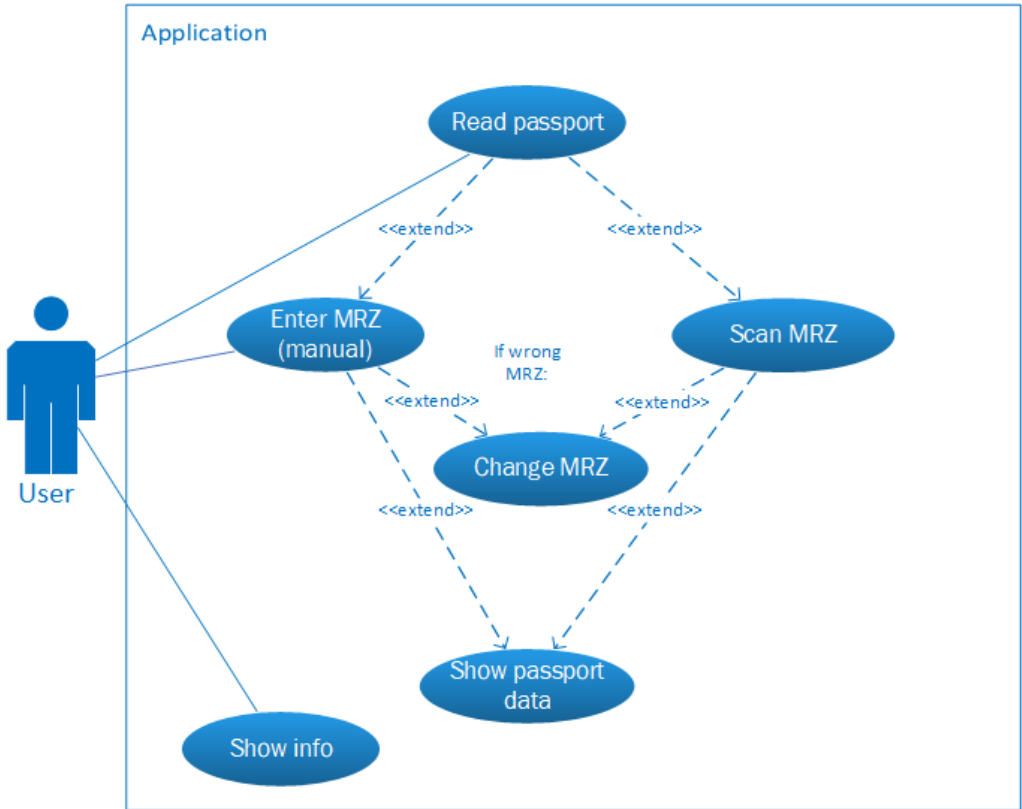 Application
Read passport
<<extend>>
<<extend>>
Enter MRZ
(manual)
Scan MRZ
If wrong
MRZ:
<<extend>>
<<extend>>
Change MRZ
User
<<extend>>
<<extend>>
Show passport
data
Show info